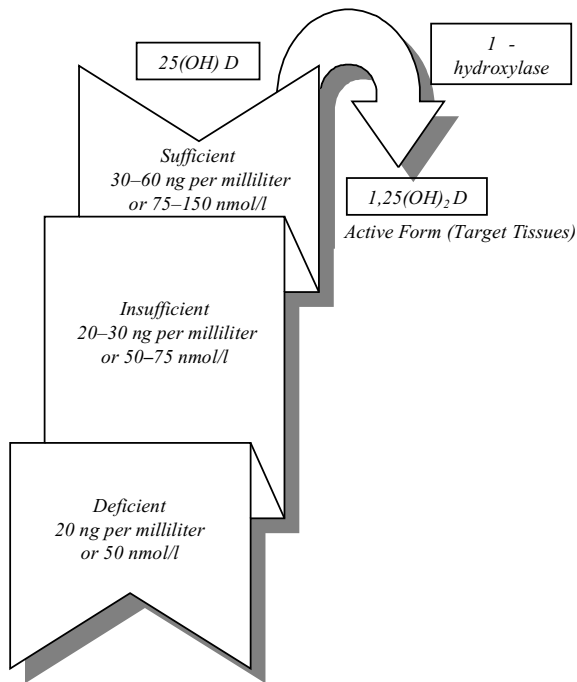 25(OH) D
1 -
hydroxylase
Sufficient
30–60 ng per milliliter
or 75–150 nmol/l
1,25(OH)₂ D
Active Form (Target Tissues)
Insufficient
20–30 ng per milliliter
or 50–75 nmol/l
Deficient
20 ng per milliliter
or 50 nmol/l